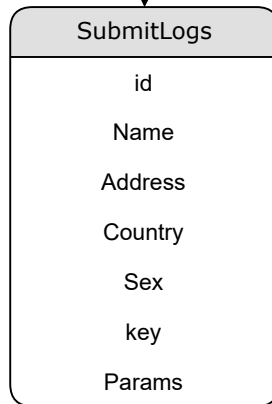 SubmitLogs
id
Name
Address
Country
Sex
key
Params